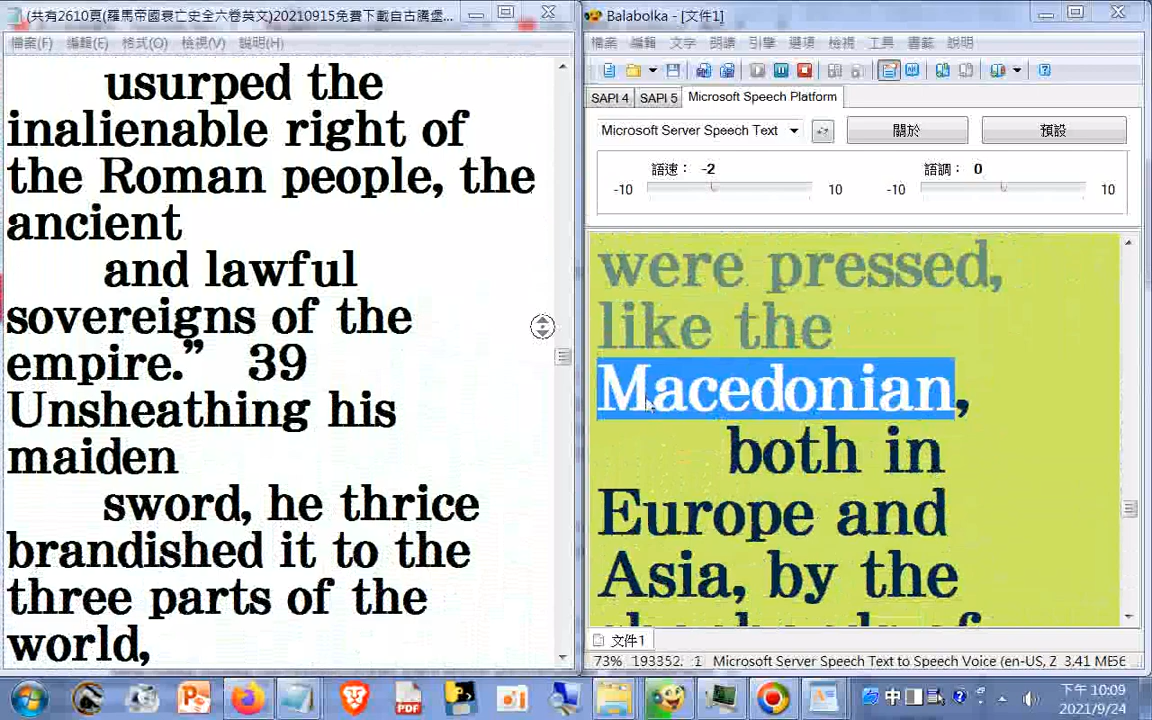 (共有2610頁(羅馬帝國衰亡史全六卷英文)20210915免費下載自古騰堡...
檔案(F) 編輯(E) 格式(O) 檢視(V) 說明(H)
usurped the
inalienable right of
the Roman people, the
ancient
and lawful
sovereigns of the
empire.” 39
Unsheathing his
maiden
sword, he thrice
brandished it to the
three parts of the
world,
Balabolka - [文件1]
檔案 編輯 文字 朗讀 引擎 選項 檢視 工具 書籤 說明
SAPI 4 SAPI 5 Microsoft Speech Platform
Microsoft Server Speech Text 關於 預設
語速： -2 語調： 0
-10 10 -10 10
were pressed,
like the
Macedonian,
both in
Europe and
Asia, by the
文件1
73% 193352: 1 Microsoft Server Speech Text to Speech Voice (en-US, Z 3,41 ME
中 下午 10:09
2021/9/24